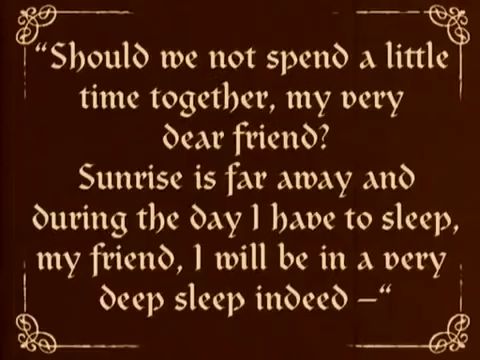 “Should we not spend a little
time together, my very
dear friend?
Sunrise is far away and
during the day I have to sleep,
my friend, I will be in a very
deep sleep indeed –“